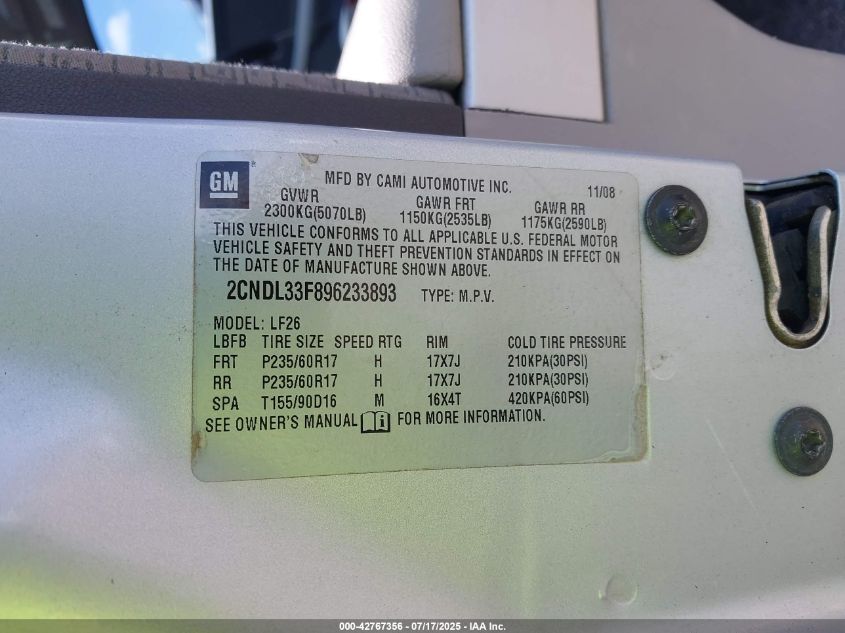 GM
MFD BY CAMI AUTOMOTIVE INC. 11/08
GVWR GAWR FRT GAWR RR
2300KG(5070LB) 1150KG(2535LB) 1175KG(2590LB)
THIS VEHICLE CONFORMS TO ALL APPLICABLE U.S. FEDERAL MOTOR
VEHICLE SAFETY AND THEFT PREVENTION STANDARDS IN EFFECT ON
THE DATE OF MANUFACTURE SHOWN ABOVE.
2CNDL33F896233893 TYPE: M.P.V.
MODEL: LF26
LBFB TIRE SIZE SPEED RTG RIM COLD TIRE PRESSURE
FRT P235/60R17 H 17X7J 210KPA(30PSI)
RR P235/60R17 H 17X7J 210KPA(30PSI)
SPA T155/90D16 M 16X4T 420KPA(60PSI)
SEE OWNER'S MANUAL i FOR MORE INFORMATION.
000-42767356 - 07/17/2025 - IAA Inc.